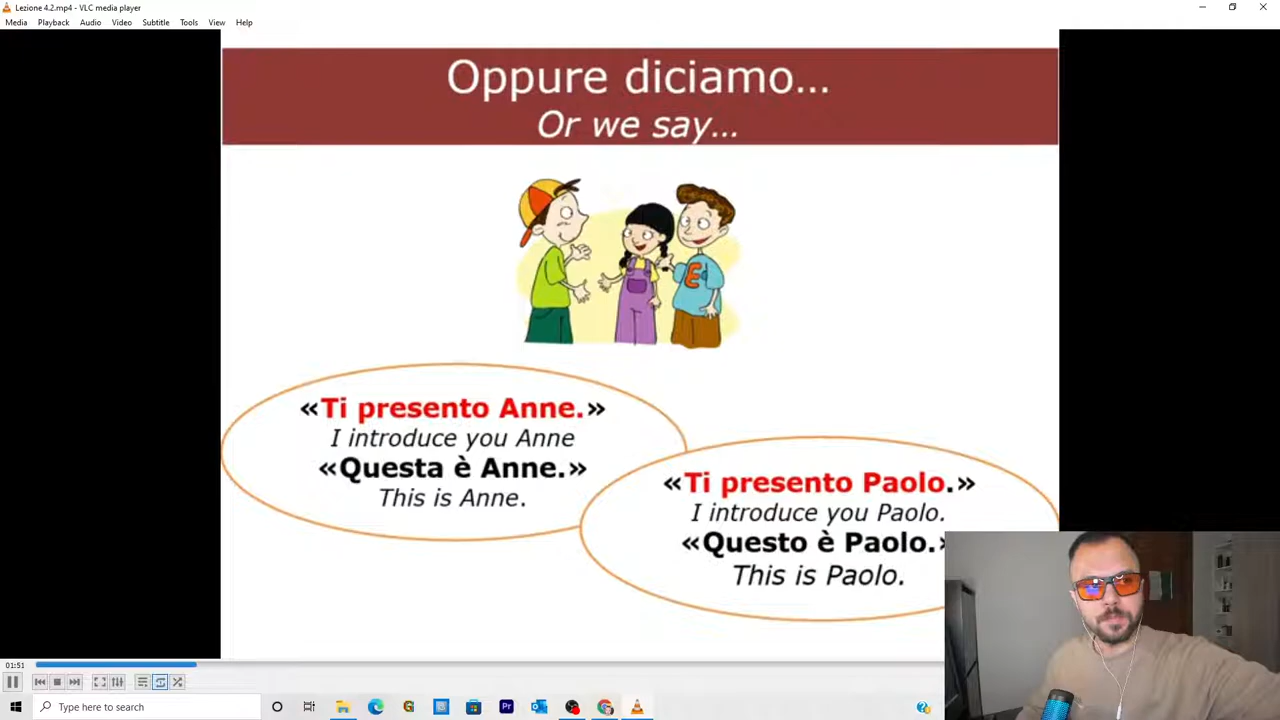 Lezione 4.2.mp4 - VLC media player
Media Playback Audio Video Subtitle Tools View Help
Oppure diciamo...
Or we say...
E
«Ti presento Anne.»
I introduce you Anne
«Questa è Anne.»
This is Anne.
«Ti presento Paolo.»
I introduce you Paolo.
«Questo è Paolo.»
This is Paolo.
01:51
Type here to search
Pr